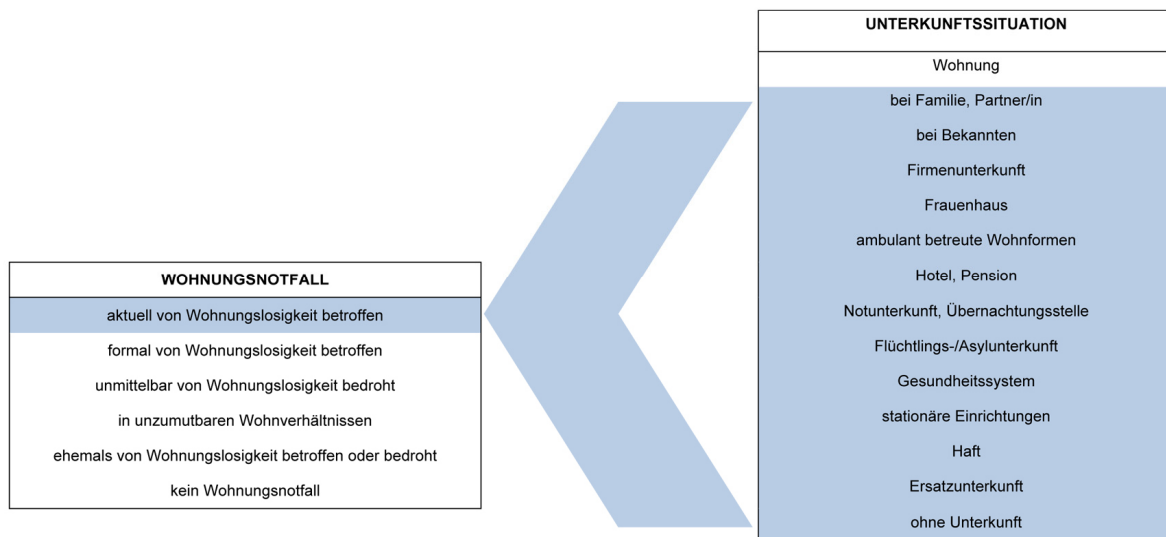 UNTERKUNFTSSITUATION
Wohnung
bei Familie, Partner/in
bei Bekannten
Firmenunterkunft
Frauenhaus
ambulant betreute Wohnformen
Hotel, Pension
Notunterkunft, Übernachtungsstelle
Flüchtlings-/Asylunterkunft
Gesundheitssystem
stationäre Einrichtungen
Haft
Ersatzunterkunft
ohne Unterkunft
WOHNUNGSNOTFALL
aktuell von Wohnungslosigkeit betroffen
formal von Wohnungslosigkeit betroffen
unmittelbar von Wohnungslosigkeit bedroht
in unzumutbaren Wohnverhältnissen
ehemals von Wohnungslosigkeit betroffen oder bedroht
kein Wohnungsnotfall